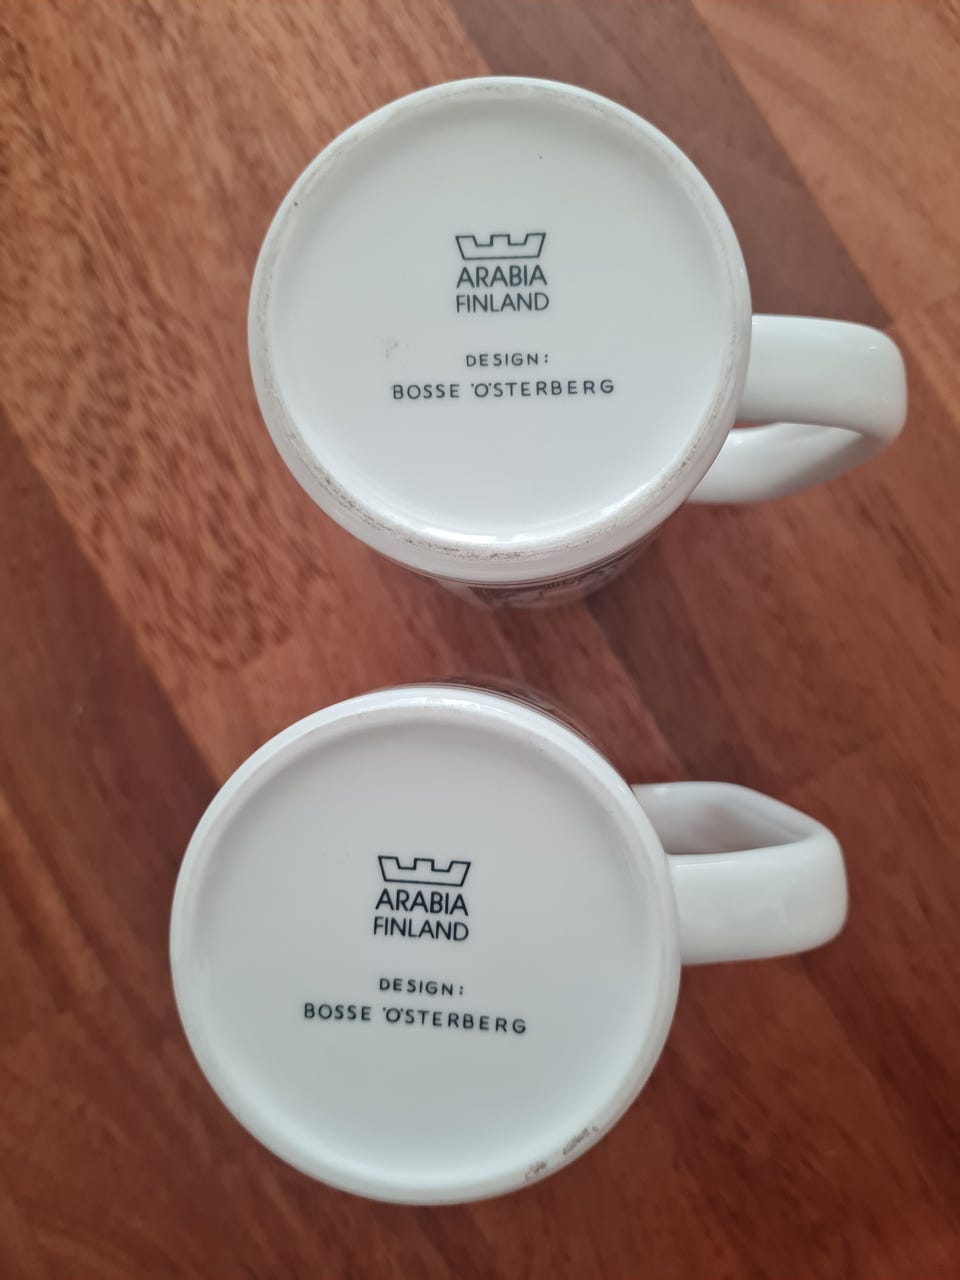 ARABIA
FINLAND
DESIGN:
BOSSE ÖSTERBERG
ARABIA
FINLAND
DESIGN:
BOSSE ÖSTERBERG